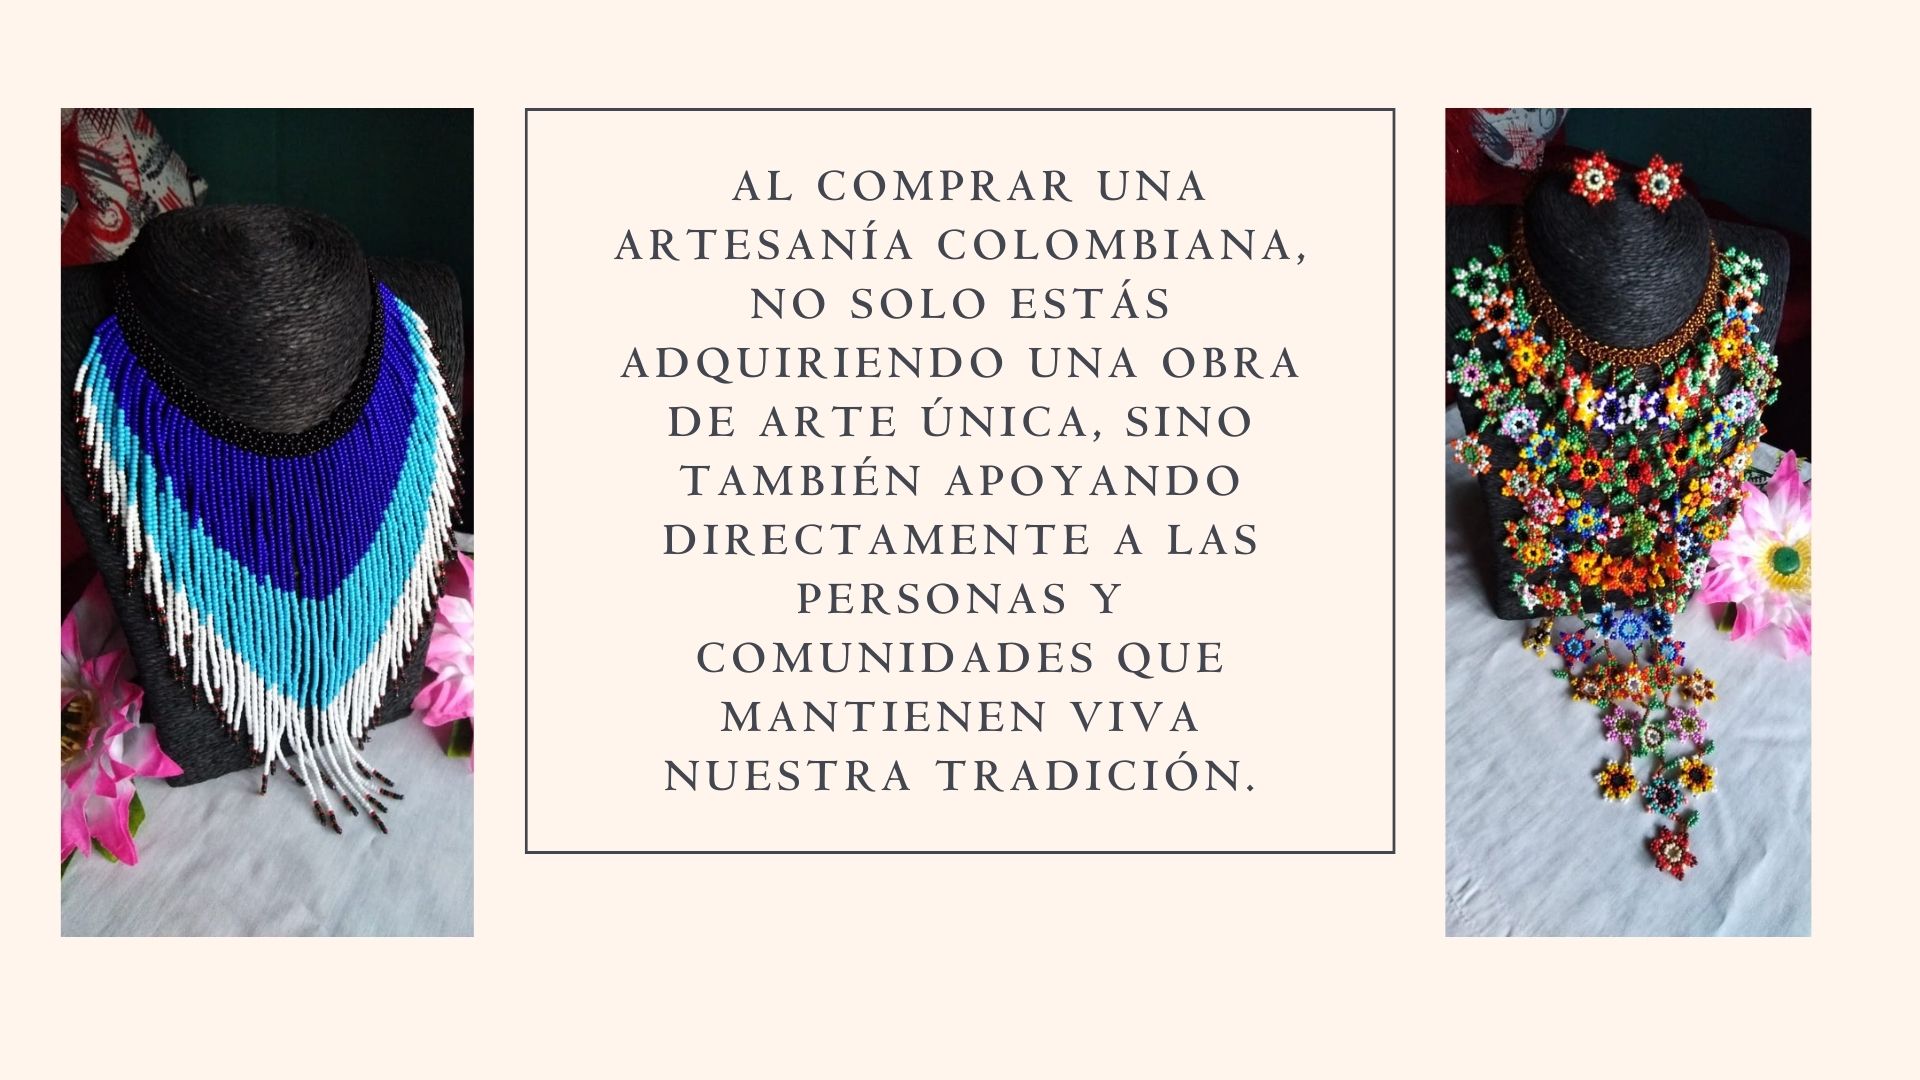 AL COMPRAR UNA
ARTESANÍA COLOMBIANA,
NO SOLO ESTÁS
ADQUIRIENDO UNA OBRA
DE ARTE ÚNICA, SINO
TAMBIÉN APOYANDO
DIRECTAMENTE A LAS
PERSONAS Y
COMUNIDADES QUE
MANTIENEN VIVA
NUESTRA TRADICIÓN.